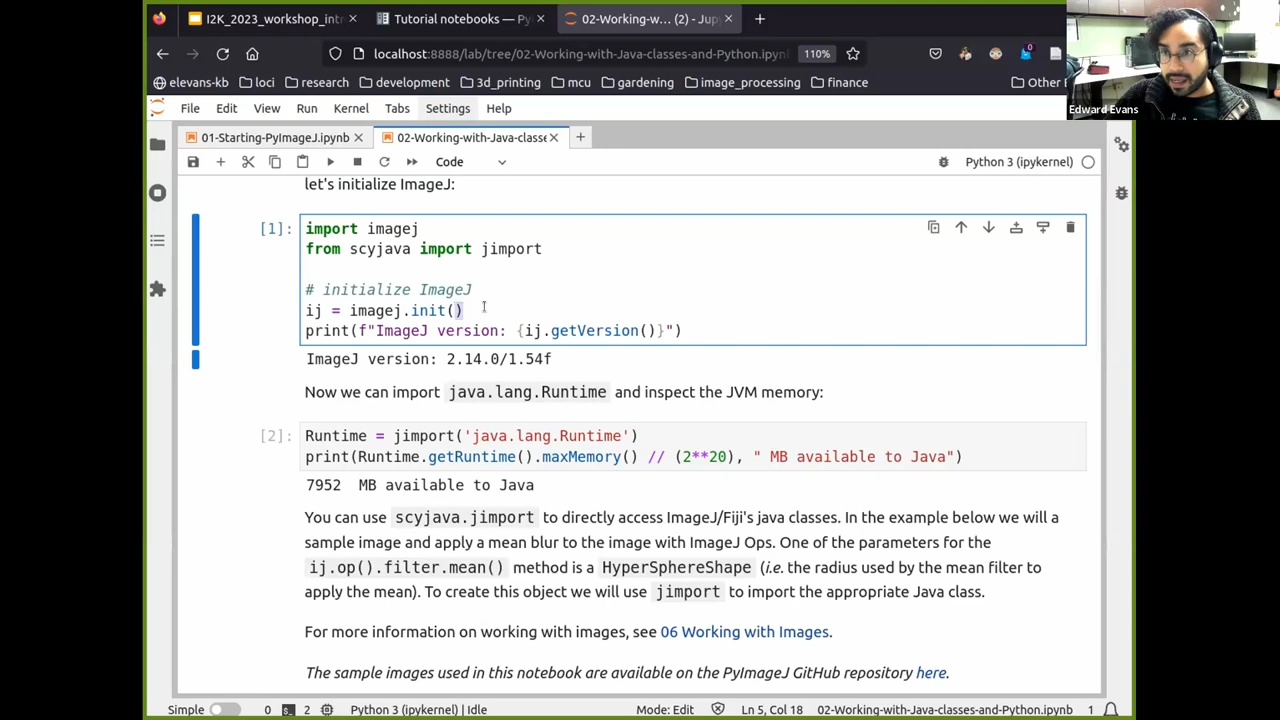 I2K_2023_workshop_intr
Tutorial notebooks — Py
02-Working-w… (2) - Jup
localhost:8888/lab/tree/02-Working-with-Java-classes-and-Python.ipynb
110%
0
elevans-kb
loci
research
3d_printing
mcu
gardening
image_processing
finance
Other
Edward Evans
File Edit View Run Kernel Tabs Settings Help
01-Starting-PyImageJ.ipynb
02-Working-with-Java-classe
Code
Python 3 (ipykernel)
let's initialize ImageJ:
[1]:
import imagej
from scyjava import jimport
# initialize ImageJ
ij = imagej.init()
print(f"ImageJ version: {ij.getVersion()}")
ImageJ version: 2.14.0/1.54f
Now we can import java.lang.Runtime and inspect the JVM memory:
[2]:
Runtime = jimport('java.lang.Runtime')
print(Runtime.getRuntime().maxMemory() // (2**20), " MB available to Java")
7952  MB available to Java
You can use scyjava.jimport to directly access ImageJ/Fiji's java classes. In the example below we will a
sample image and apply a mean blur to the image with ImageJ Ops. One of the parameters for the
ij.op().filter.mean() method is a HyperSphereShape (i.e. the radius used by the mean filter to
apply the mean). To create this object we will use jimport to import the appropriate Java class.
For more information on working with images, see 06 Working with Images.
The sample images used in this notebook are available on the PyImageJ GitHub repository here.
Simple 0 2 Python 3 (ipykernel) | Idle Mode: Edit Ln 5, Col 18 02-Working-with-Java-classes-and-Python.ipynb 1